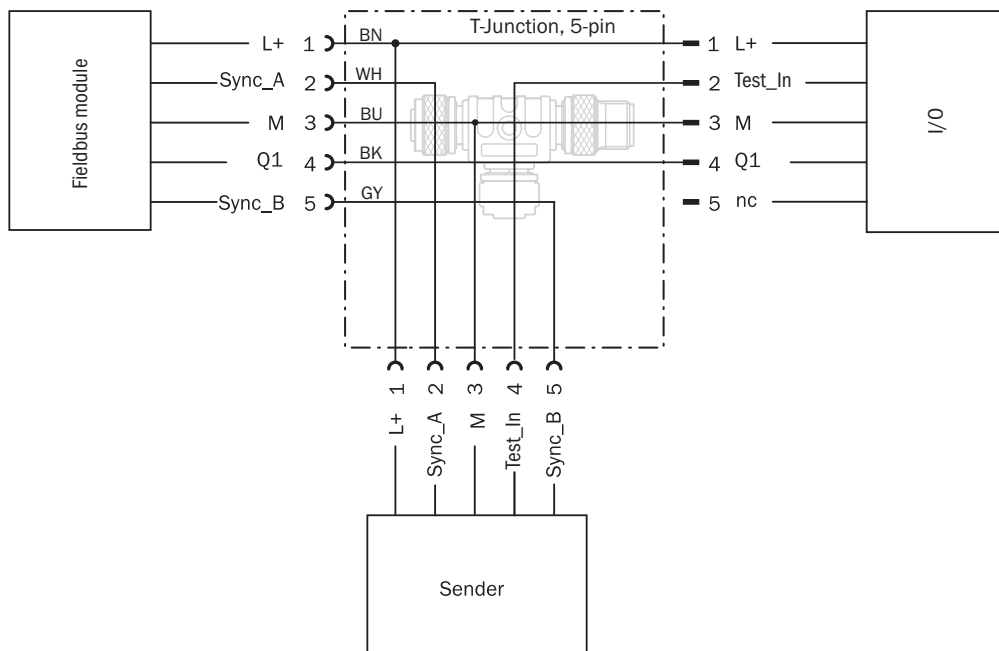 T-Junction, 5-pin
L+ 1 BN 1 L+
Sync_A 2 WH 2 Test_In
M 3 BU 3 M
Q1 4 BK 4 Q1
Sync_B 5 GY 5 nc
Fieldbus module
I/O
1 2 3 4 5
L+ Sync_A M Test_In Sync_B
Sender